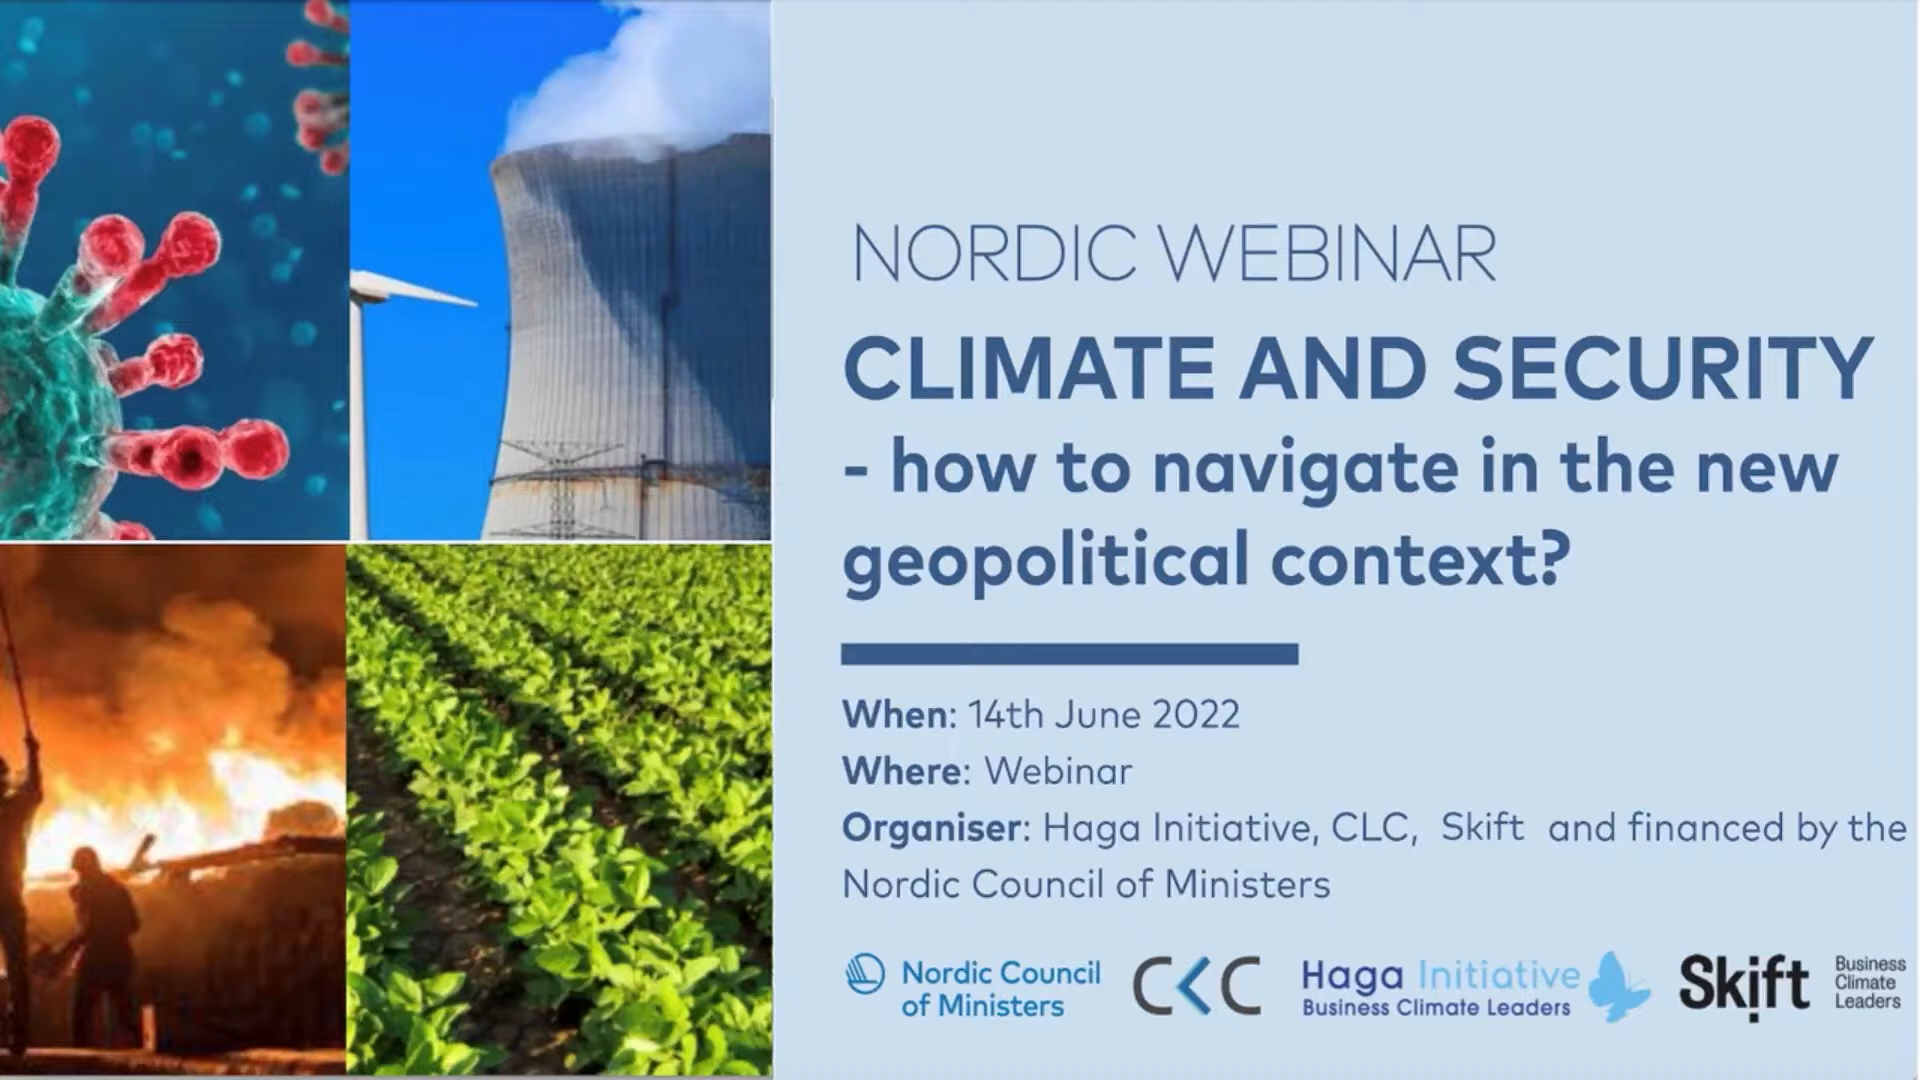 NORDIC WEBINAR
CLIMATE AND SECURITY
- how to navigate in the new
geopolitical context?
When: 14th June 2022
Where: Webinar
Organiser: Haga Initiative, CLC, Skift and financed by the
Nordic Council of Ministers
Nordic Council
of Ministers
CLC
Haga Initiative
Business Climate Leaders
Skift
Business
Climate
Leaders